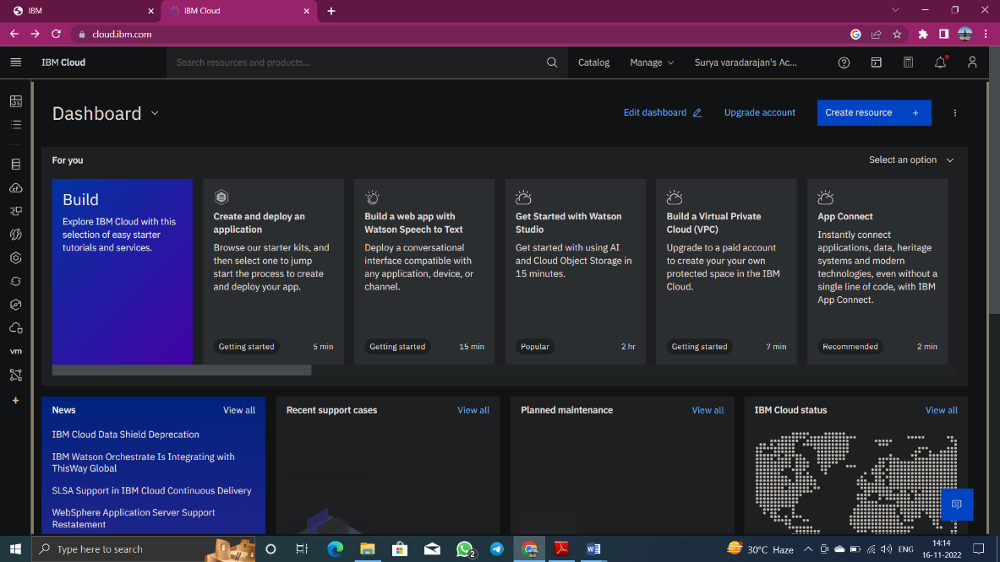 IBM
IBM Cloud
cloud.ibm.com
IBM Cloud
Search resources and products...
Catalog
Manage
Surya varadarajan's Ac...
Dashboard
Edit dashboard
Upgrade account
Create resource +
For you
Select an option
Build
Explore IBM Cloud with this
selection of easy starter
tutorials and services.
Create and deploy an
application
Browse our starter kits, and
then select one to jump
start the process to create
and deploy your app.
Getting started
5 min
Build a web app with
Watson Speech to Text
Deploy a conversational
interface compatible with
any application, device, or
channel.
Getting started
15 min
Get Started with Watson
Studio
Get started with using AI
and Cloud Object Storage in
15 minutes.
Popular
2 hr
Build a Virtual Private
Cloud (VPC)
Upgrade to a paid account
to create your your own
protected space in the IBM
Cloud.
Getting started
7 min
App Connect
Instantly connect
applications, data, heritage
systems and modern
technologies, even without a
single line of code, with IBM
App Connect.
Recommended
2 min
vm
News
View all
IBM Cloud Data Shield Deprecation
IBM Watson Orchestrate Is Integrating with
ThisWay Global
SLSA Support in IBM Cloud Continuous Delivery
WebSphere Application Server Support
Restatement
Recent support cases
View all
Planned maintenance
View all
IBM Cloud status
View all
Type here to search
2
30°C Haze
ENG
14:14
16-11-2022